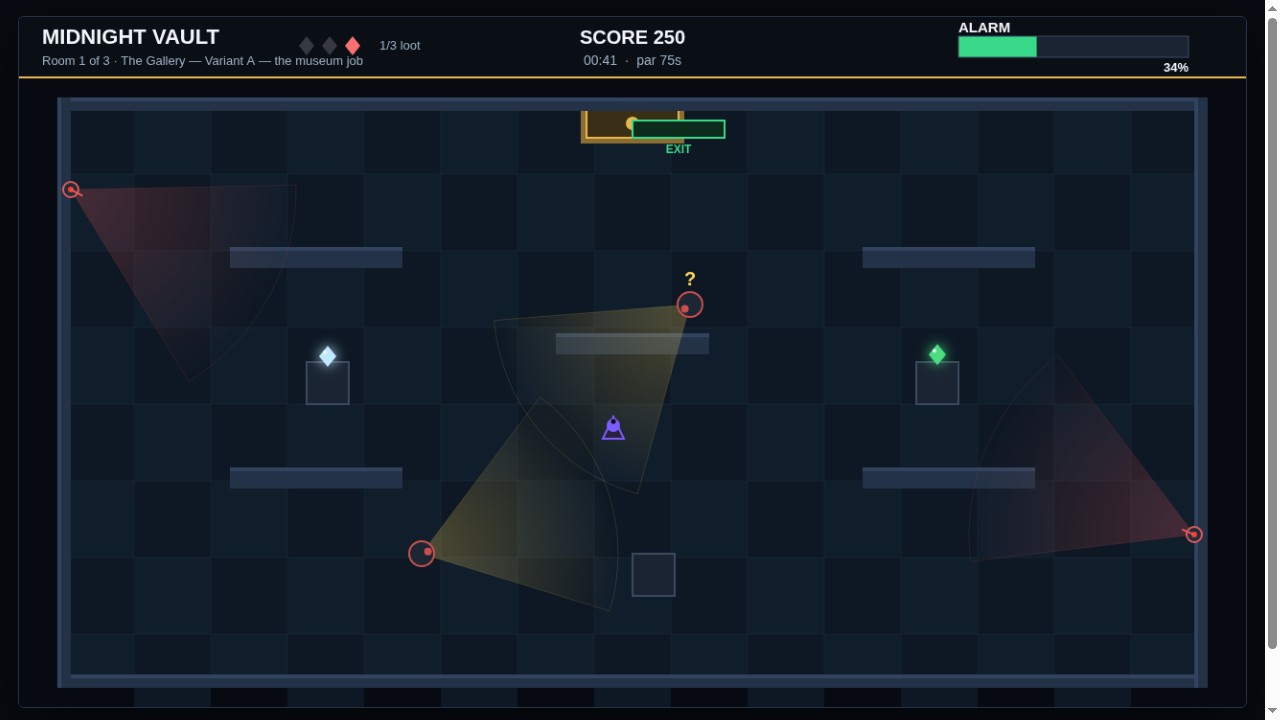 MIDNIGHT VAULT
1/3 loot
Room 1 of 3 · The Gallery — Variant A — the museum job
SCORE 250
00:41 · par 75s
ALARM
34%
EXIT
?